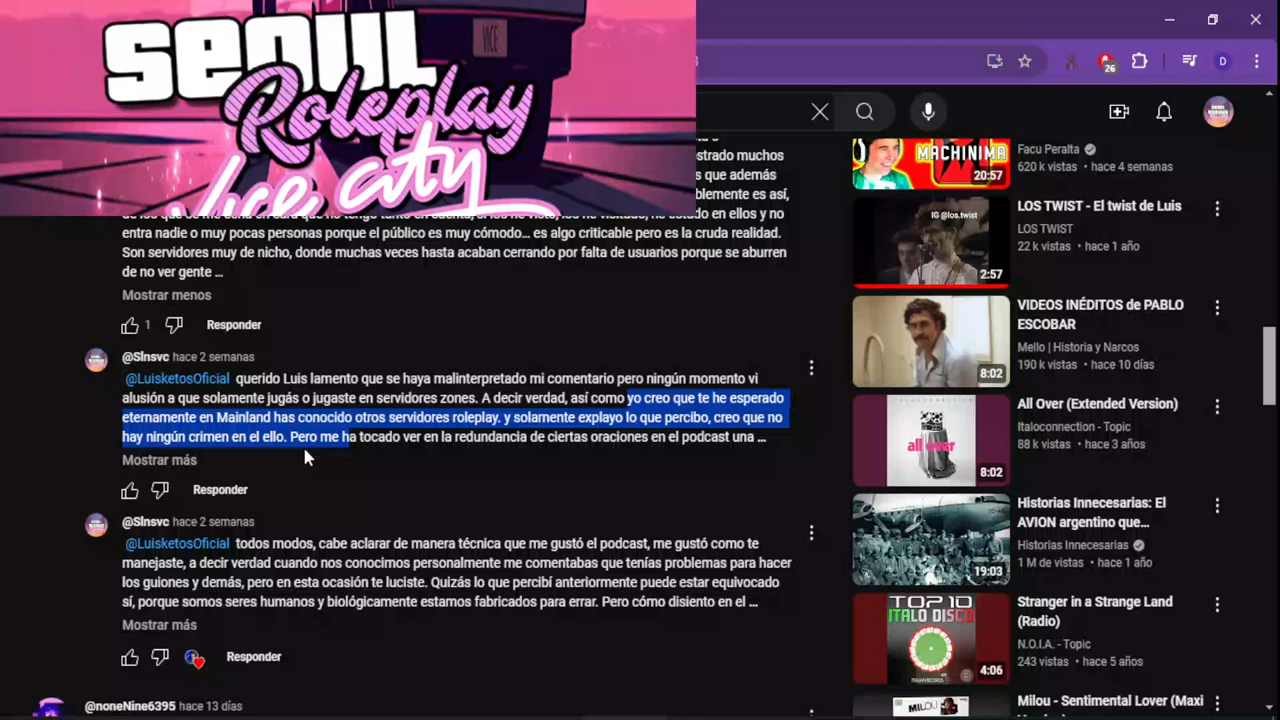 seoul
VICE
Roleplay
Vice city
26
D
strado muchos
s que además
blemente es así,
entra nadie o muy pocas personas porque el público es muy cómodo... es algo criticable pero es la cruda realidad.
Son servidores muy de nicho, donde muchas veces hasta acaban cerrando por falta de usuarios porque se aburren
de no ver gente ...
Mostrar menos
1
Responder
@Slnsvc hace 2 semanas
@LuisketosOficial querido Luis lamento que se haya malinterpretado mi comentario pero ningún momento vi
alusión a que solamente jugás o jugaste en servidores zones. A decir verdad, así como yo creo que te he esperado
eternamente en Mainland has conocido otros servidores roleplay. y solamente explayo lo que percibo, creo que no
hay ningún crimen en el ello. Pero me ha tocado ver en la redundancia de ciertas oraciones en el podcast una ...
Mostrar más
Responder
@Slnsvc hace 2 semanas
@LuisketosOficial todos modos, cabe aclarar de manera técnica que me gustó el podcast, me gustó como te
manejaste, a decir verdad cuando nos conocimos personalmente me comentabas que tenías problemas para hacer
los guiones y demás, pero en esta ocasión te luciste. Quizás lo que percibí anteriormente puede estar equivocado
sí, porque somos seres humanos y biológicamente estamos fabricados para errar. Pero cómo disiento en el ...
Mostrar más
Responder
@noneNine6395 hace 13 días
MACHINIMA
20:57
Facu Peralta
620 k vistas • hace 4 semanas
IG @los.twist
2:57
LOS TWIST - El twist de Luis
LOS TWIST
22 k vistas • hace 1 año
8:02
VIDEOS INÉDITOS de PABLO
ESCOBAR
Mello | Historia y Narcos
190 k vistas • hace 10 días
all over
8:02
All Over (Extended Version)
Italoconnection - Topic
88 k vistas • hace 4 años
19:03
Historias Innecesarias: El
AVION argentino que...
Historias Innecesarias
1 M de vistas • hace 1 año
TOP 10
ITALO DISCO
4:06
Stranger in a Strange Land
(Radio)
N.O.I.A. - Topic
243 vistas • hace 5 años
MILOU
Milou - Sentimental Lover (Maxi